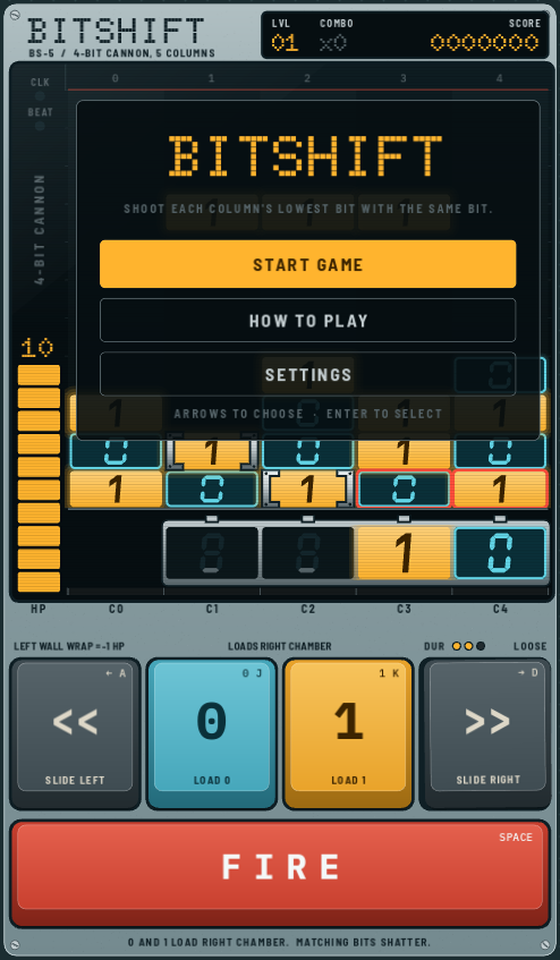 BITSHIFT
BS-5 / 4-BIT CANNON, 5 COLUMNS
LVL COMBO SCORE
01 x0 0000000
CLK 0 1 2 3 4
BEAT
4-BIT CANNON
BITSHIFT
SHOOT EACH COLUMN'S LOWEST BIT WITH THE SAME BIT.
START GAME
HOW TO PLAY
SETTINGS
ARROWS TO CHOOSE · ENTER TO SELECT
10
1 0 1 1
0 1 0 1 0
1 0 1 0 1
1 0
HP C0 C1 C2 C3 C4
LEFT WALL WRAP = -1 HP LOADS RIGHT CHAMBER DUR LOOSE
← A 0 J 1 K → D
<< 0 1 >>
SLIDE LEFT LOAD 0 LOAD 1 SLIDE RIGHT
SPACE
FIRE
0 AND 1 LOAD RIGHT CHAMBER. MATCHING BITS SHATTER.